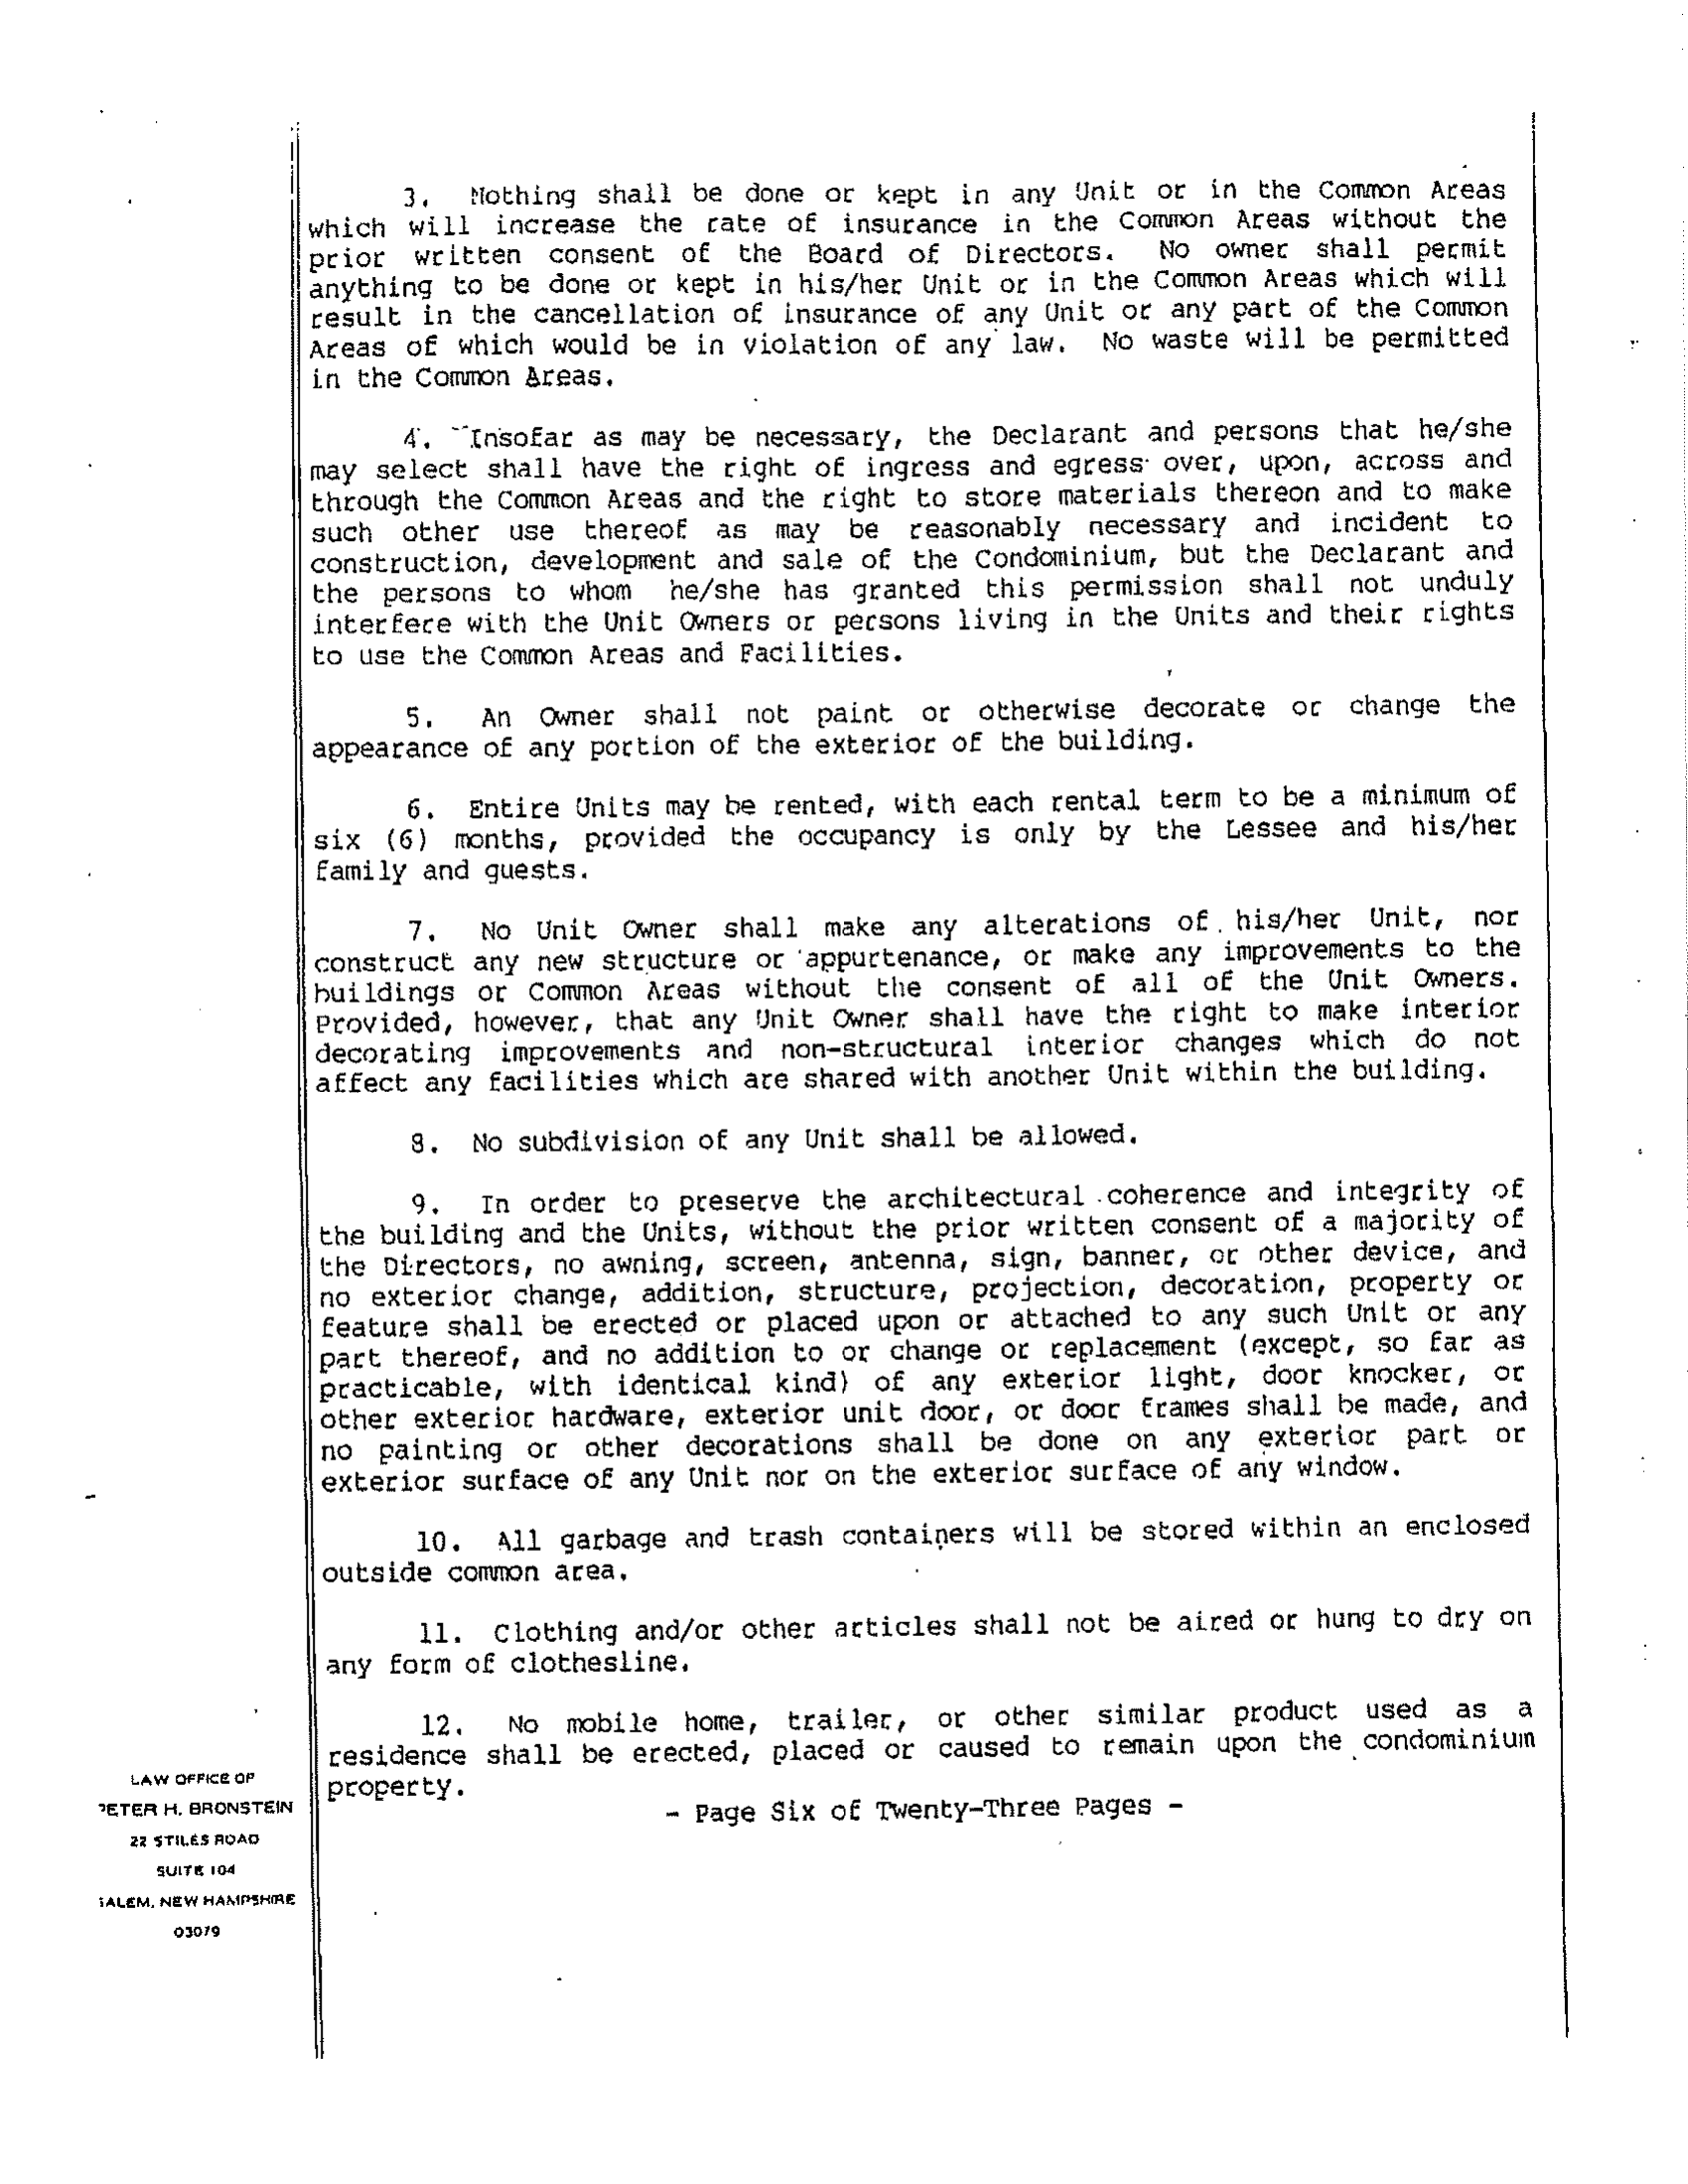 3. Nothing shall be done or kept in any Unit or in the Common Areas
which will increase the rate of insurance in the Common Areas without the
prior written consent of the Board of Directors. No owner shall permit
anything to be done or kept in his/her Unit or in the Common Areas which will
result in the cancellation of insurance of any Unit or any part of the Common
Areas of which would be in violation of any law. No waste will be permitted
in the Common Areas.
4. Insofar as may be necessary, the Declarant and persons that he/she
may select shall have the right of ingress and egress over, upon, across and
through the Common Areas and the right to store materials thereon and to make
such other use thereof as may be reasonably necessary and incident to
construction, development and sale of the Condominium, but the Declarant and
the persons to whom he/she has granted this permission shall not unduly
interfere with the Unit Owners or persons living in the Units and their rights
to use the Common Areas and Facilities.
5. An Owner shall not paint or otherwise decorate or change the
appearance of any portion of the exterior of the building.
6. Entire Units may be rented, with each rental term to be a minimum of
six (6) months, provided the occupancy is only by the Lessee and his/her
family and guests.
7. No Unit Owner shall make any alterations of his/her Unit, nor
construct any new structure or appurtenance, or make any improvements to the
buildings or Common Areas without the consent of all of the Unit Owners.
Provided, however, that any Unit Owner shall have the right to make interior
decorating improvements and non-structural interior changes which do not
affect any facilities which are shared with another Unit within the building.
8. No subdivision of any Unit shall be allowed.
9. In order to preserve the architectural coherence and integrity of
the building and the Units, without the prior written consent of a majority of
the Directors, no awning, screen, antenna, sign, banner, or other device, and
no exterior change, addition, structure, projection, decoration, property or
feature shall be erected or placed upon or attached to any such Unit or any
part thereof, and no addition to or change or replacement (except, so far as
practicable, with identical kind) of any exterior light, door knocker, or
other exterior hardware, exterior unit door, or door frames shall be made, and
no painting or other decorations shall be done on any exterior part or
exterior surface of any Unit nor on the exterior surface of any window.
10. All garbage and trash containers will be stored within an enclosed
outside common area.
11. Clothing and/or other articles shall not be aired or hung to dry on
any form of clothesline.
12. No mobile home, trailer, or other similar product used as a
residence shall be erected, placed or caused to remain upon the condominium
property.
- Page Six of Twenty-Three Pages -
LAW OFFICE OF
PETER H. BRONSTEIN
22 STILES ROAD
SUITE 104
SALEM, NEW HAMPSHIRE
03079